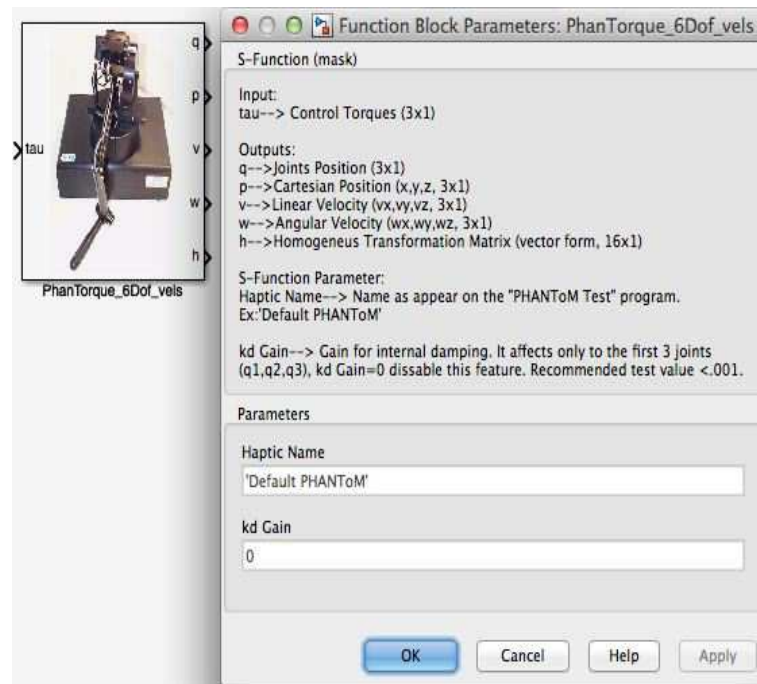 Function Block Parameters: PhanTorque_6Dof_vels
S-Function (mask)
Input:
tau--> Control Torques (3x1)
Outputs:
q-->Joints Position (3x1)
p-->Cartesian Position (x,y,z, 3x1)
v-->Linear Velocity (vx,vy,vz, 3x1)
w-->Angular Velocity (wx,wy,wz, 3x1)
h-->Homogeneus Transformation Matrix (vector form, 16x1)
S-Function Parameter:
Haptic Name--> Name as appear on the "PHANToM Test" program.
Ex:'Default PHANToM'
kd Gain--> Gain for internal damping. It affects only to the first 3 joints
(q1,q2,q3), kd Gain=0 dissable this feature. Recommended test value <.001.
Parameters
Haptic Name
'Default PHANToM'
kd Gain
0
OK
Cancel
Help
Apply
tau
q
p
v
w
h
PhanTorque_6Dof_vels